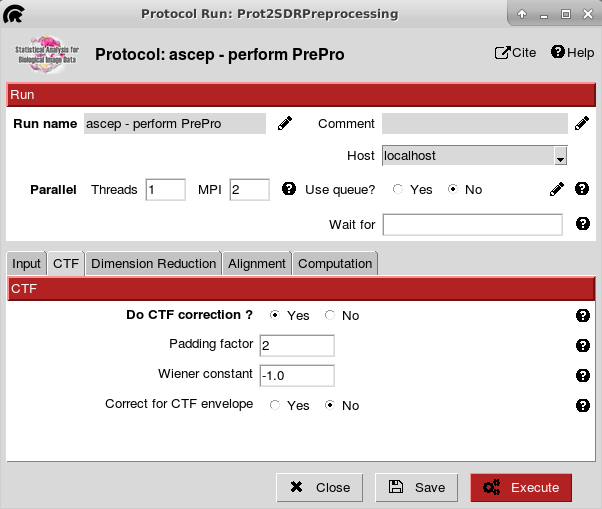 Protocol Run: Prot2SDRPreprocessing
Statistical Analysis for
Biological Image Data
Protocol: ascep - perform PrePro
Cite Help
Run
Run name ascep - perform PrePro Comment
Host localhost
Parallel Threads 1 MPI 2 Use queue? Yes No
Wait for
Input CTF Dimension Reduction Alignment Computation
CTF
Do CTF correction ? Yes No
Padding factor 2
Wiener constant -1.0
Correct for CTF envelope Yes No
Close Save Execute